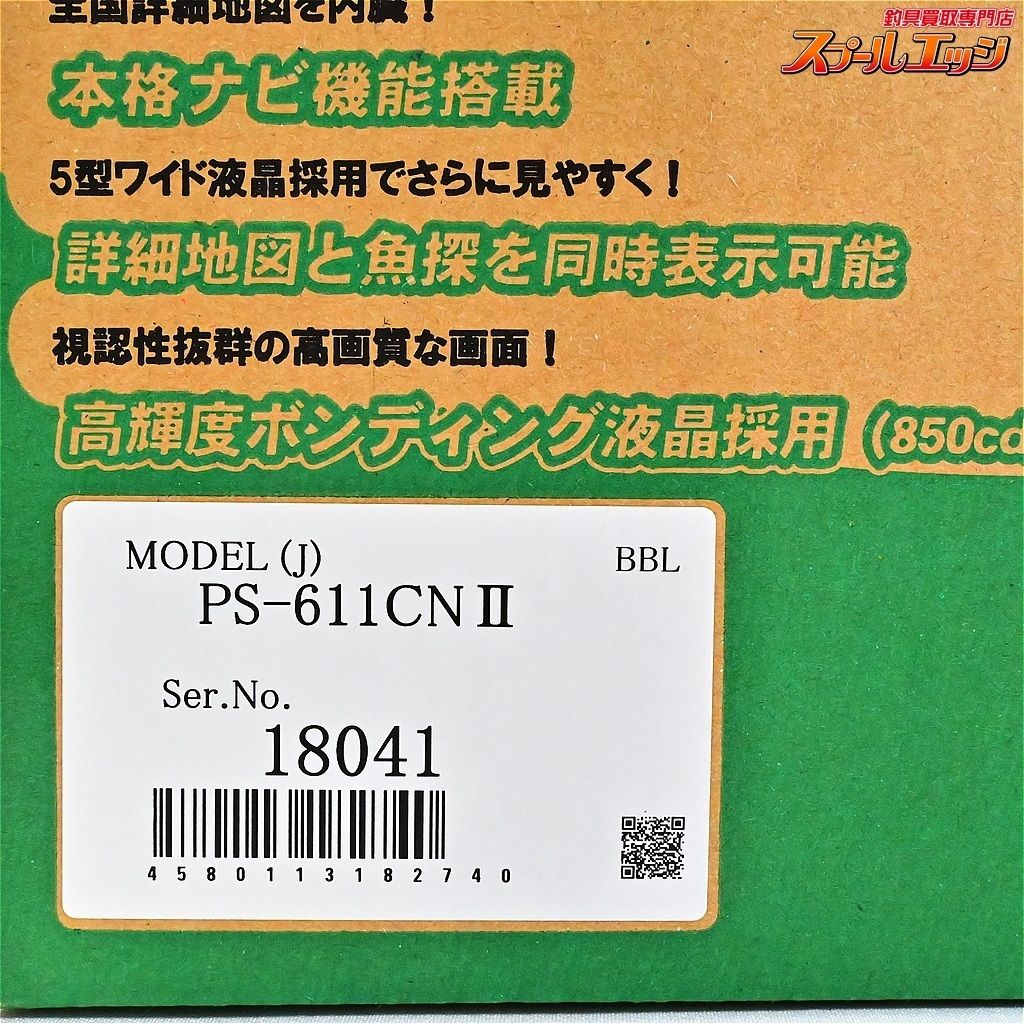 全国詳細地図を内臓！
釣具買取専門店
スプールエッジ
本格ナビ機能搭載
5型ワイド液晶採用でさらに見やすく！
詳細地図と魚探を同時表示可能
視認性抜群の高画質な画面！
高輝度ボンディング液晶採用（850cd
MODEL (J)
BBL
PS-611CNⅡ
Ser.No.
18041
4580113182740